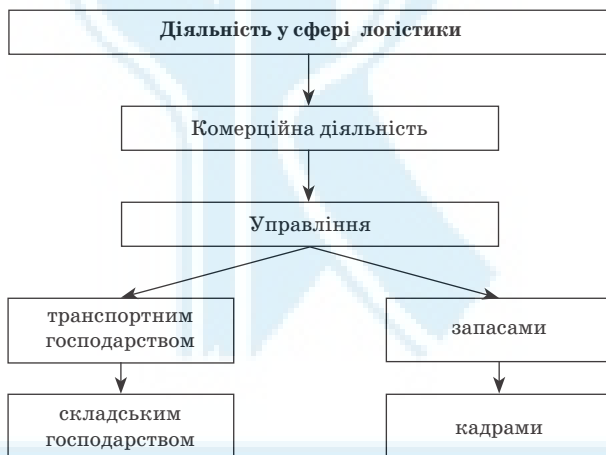 Діяльність у сфері логістики
Комерційна діяльність
Управління
транспортним
господарством
запасами
складським
господарством
кадрами